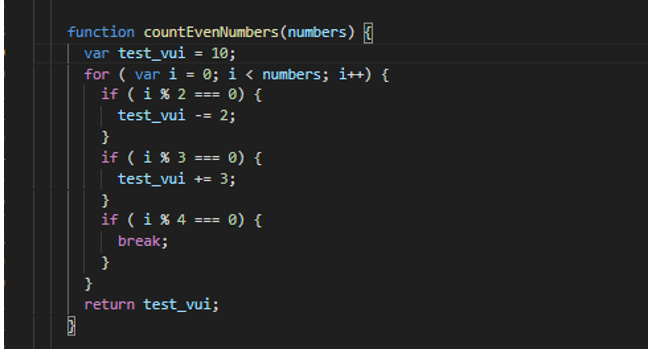 function countEvenNumbers(numbers) {
var test_vui = 10;
for ( var i = 0; i < numbers; i++) {
if ( i % 2 === 0) {
test_vui -= 2;
}
if ( i % 3 === 0) {
test_vui += 3;
}
if ( i % 4 === 0) {
break;
}
}
return test_vui;
}